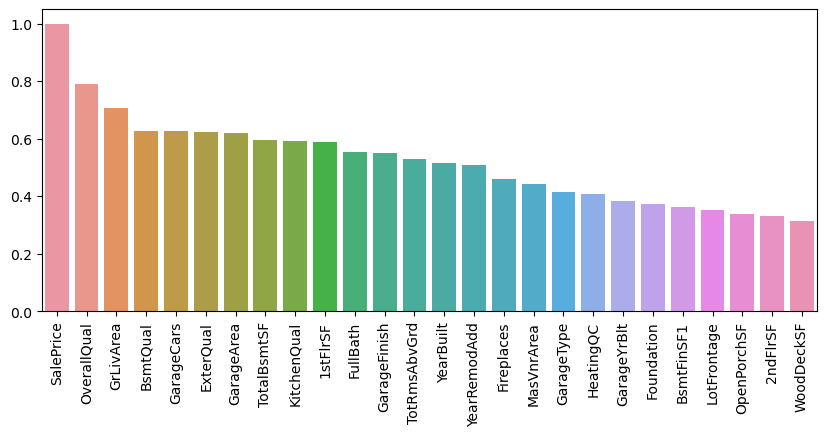 1.0
0.8
0.6
0.4
0.2
0.0
SalePrice
OverallQual
GrLivArea
BsmtQual
GarageCars
ExterQual
GarageArea
TotalBsmtSF
KitchenQual
1stFlrSF
FullBath
GarageFinish
TotRmsAbvGrd
YearBuilt
YearRemodAdd
Fireplaces
MasVnrArea
GarageType
HeatingQC
GarageYrBlt
Foundation
BsmtFinSF1
LotFrontage
OpenPorchSF
2ndFlrSF
WoodDeckSF